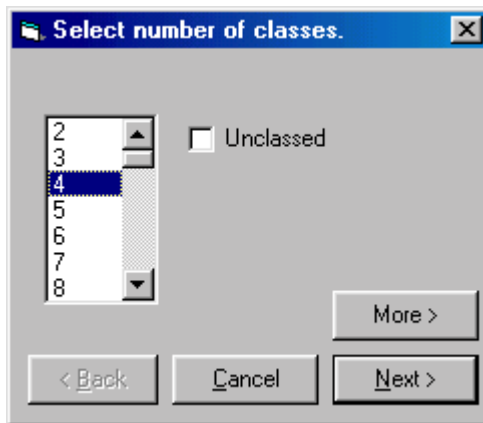 Select number of classes.
2
3
4
5
6
7
8
Unclassed
More >
< Back
Cancel
Next >